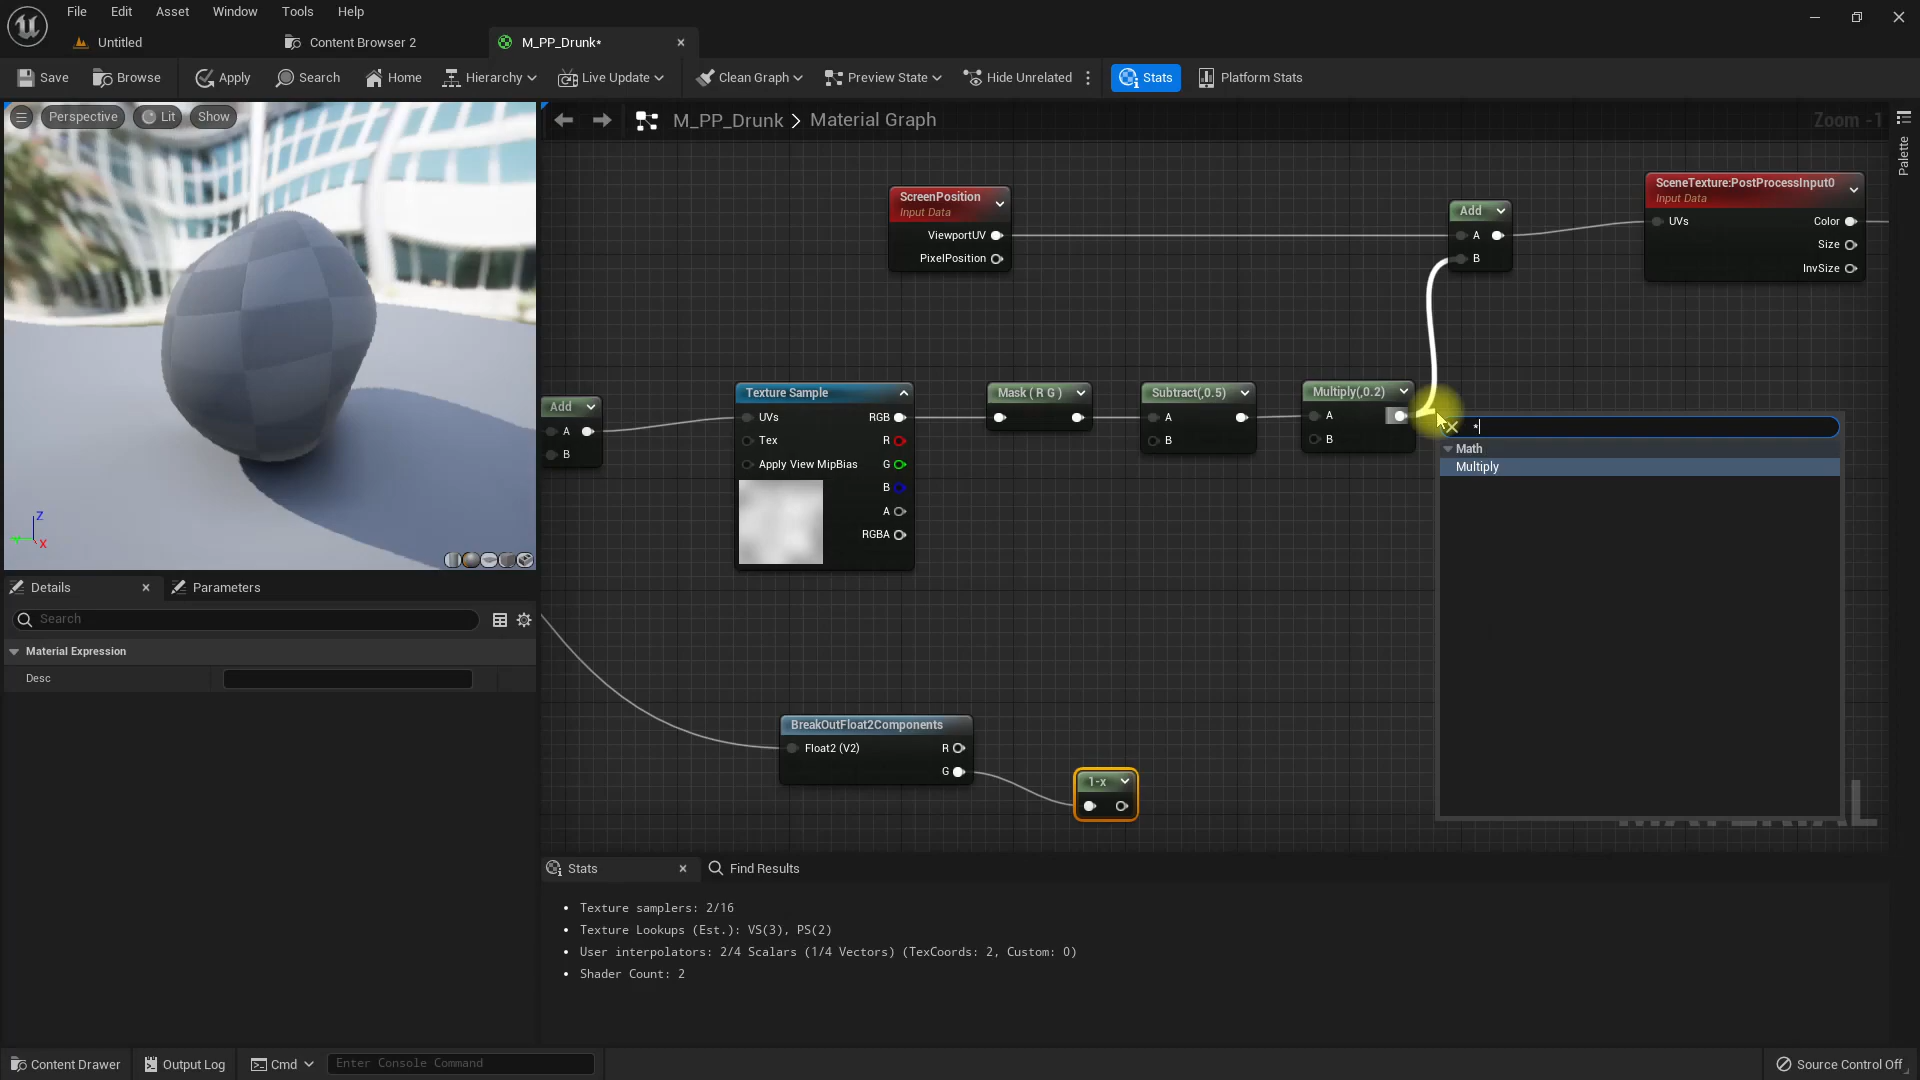 File Edit Asset Window Tools Help
Untitled Content Browser 2 M_PP_Drunk*
Save Browse Apply Search Home Hierarchy Live Update Clean Graph Preview State Hide Unrelated Stats Platform Stats
Perspective Lit Show
M_PP_Drunk Material Graph
Zoom -1
Palette
ScreenPosition
Input Data
ViewportUV
PixelPosition
Add
A
B
SceneTexture:PostProcessInput0
Input Data
UVs Color
Size
InvSize
Add
A
B
Texture Sample
UVs RGB
Tex R
Apply View MipBias G
B
A
RGBA
Mask ( R G )
Subtract(,0.5)
A
B
Multiply(,0.2)
A
B
*
Math
Multiply
BreakOutFloat2Components
Float2 (V2) R
G
1-x
Z
X
Details Parameters
Search
Material Expression
Desc
Stats Find Results
Texture samplers: 2/16
Texture Lookups (Est.): VS(3), PS(2)
User interpolators: 2/4 Scalars (1/4 Vectors) (TexCoords: 2, Custom: 0)
Shader Count: 2
Content Drawer Output Log Cmd Enter Console Command Source Control Off